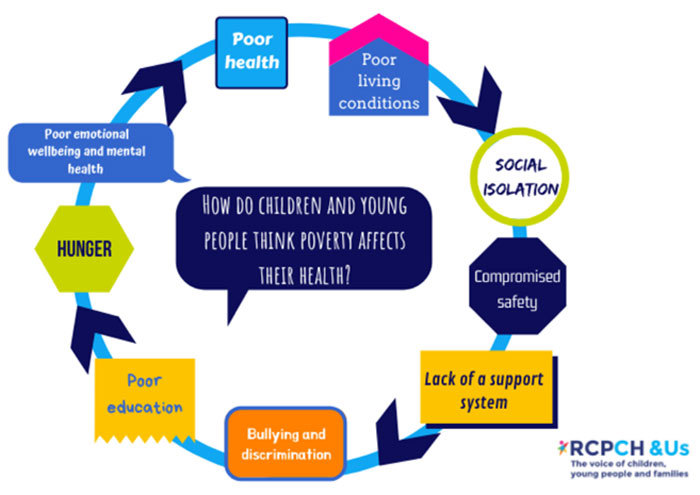 Poor
health
Poor
living
conditions
SOCIAL
ISOLATION
Compromised
safety
Lack of a support
system
Bullying and
discrimination
Poor
education
HUNGER
Poor emotional
wellbeing and mental
health
HOW DO CHILDREN AND YOUNG
PEOPLE THINK POVERTY AFFECTS
THEIR HEALTH?
RCPCH &Us
The voice of children,
young people and families